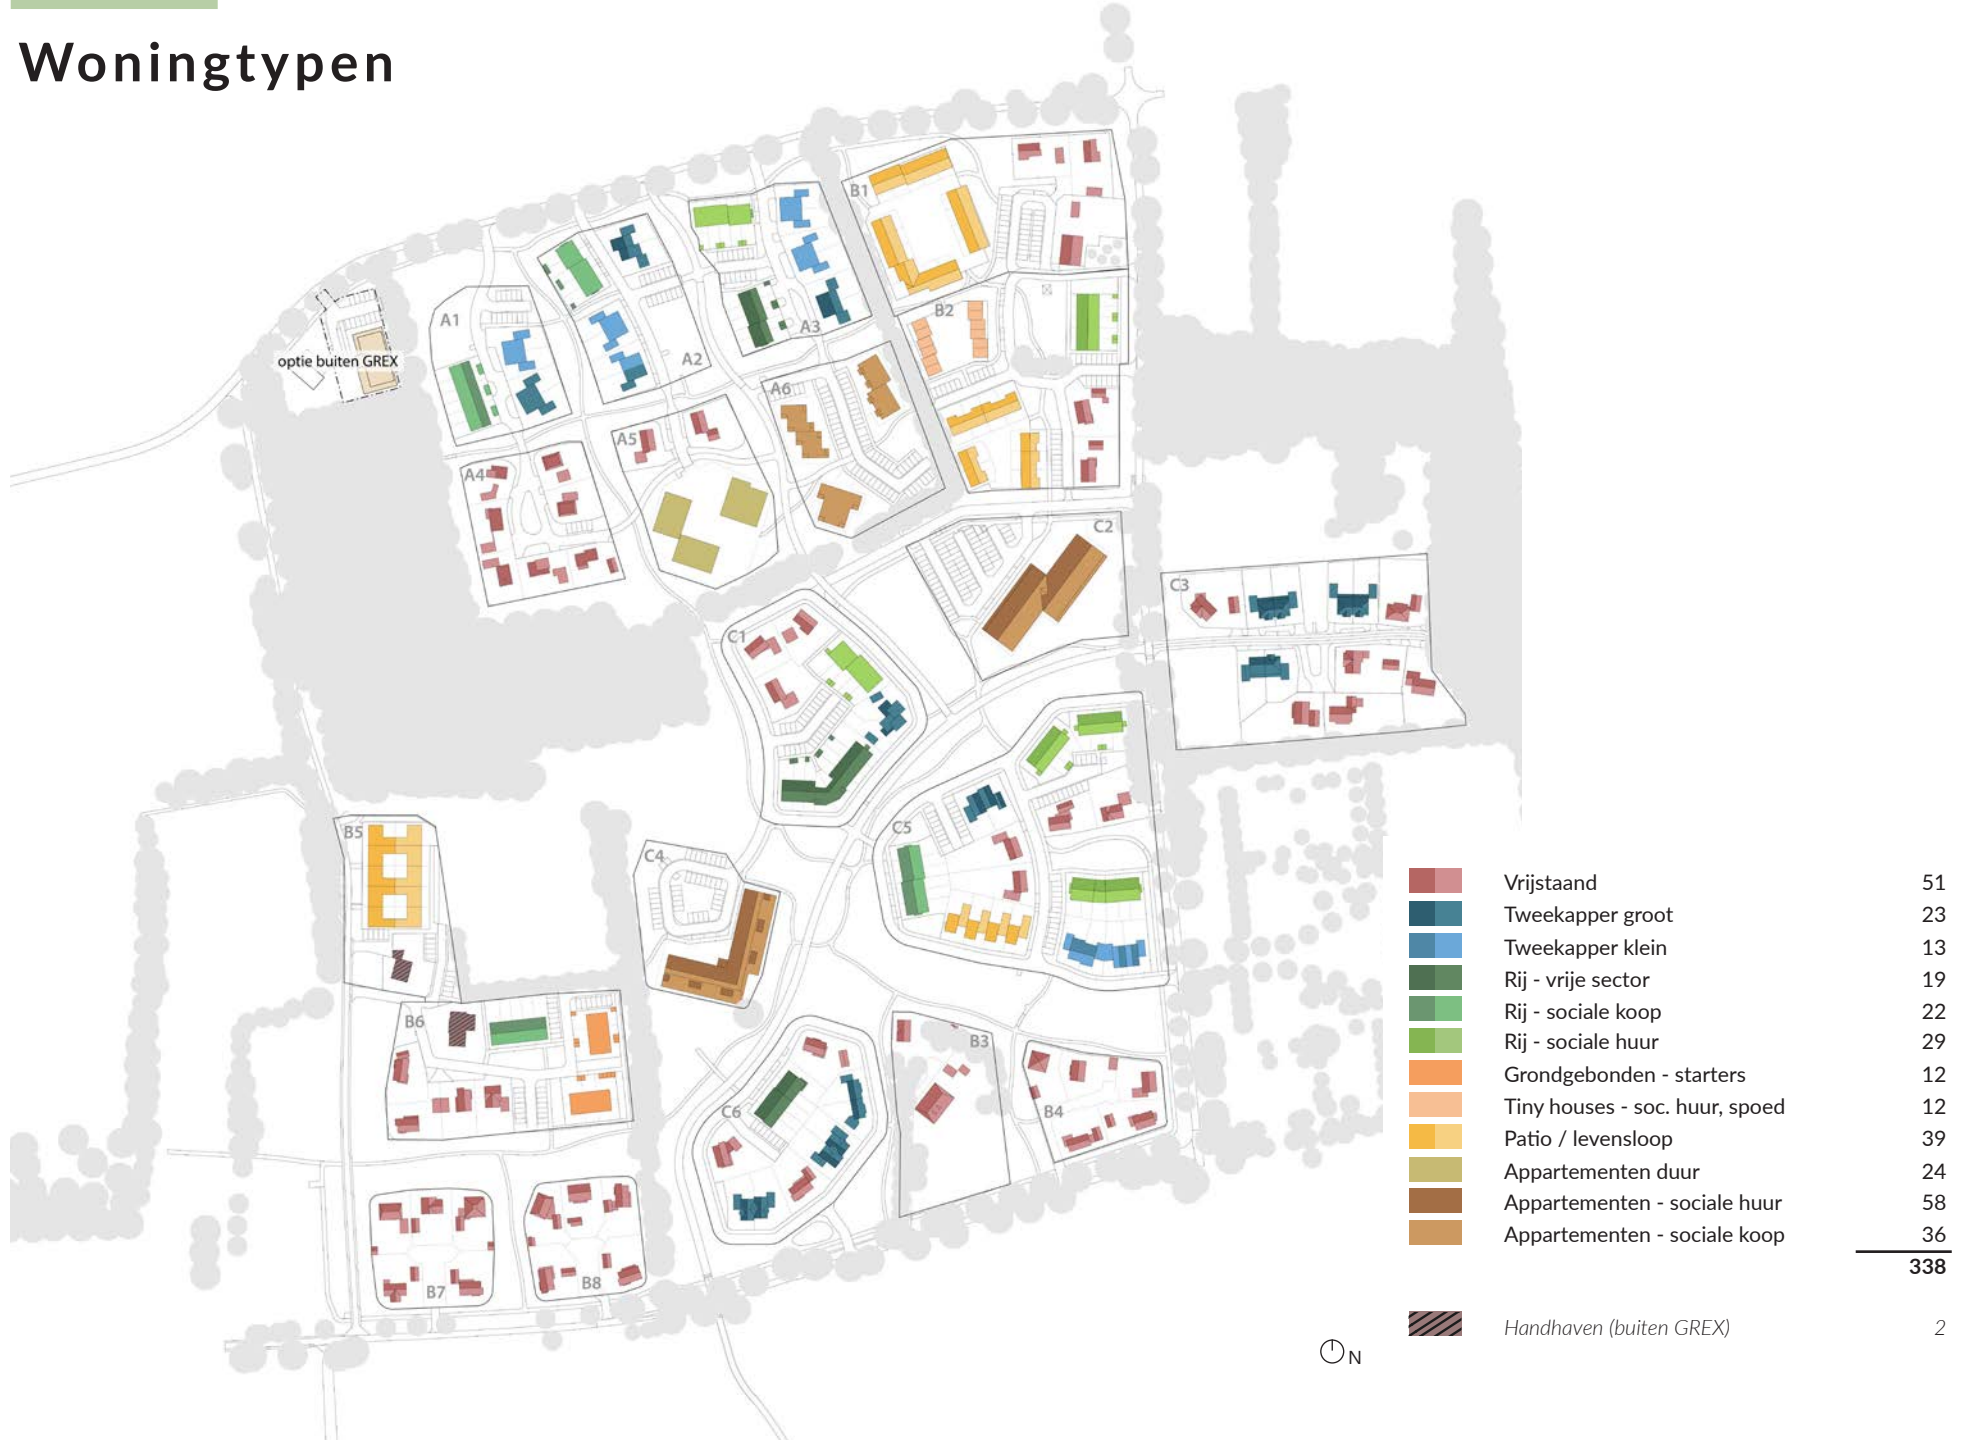 Woningtypen
B1
A1
A3
B2
optie buiten GREX
A2
A6
A5
A4
C2
C3
C1
C5
B5
C4
B6
B3
C6
B4
B7
B8
Vrijstaand 51
Tweekapper groot 23
Tweekapper klein 13
Rij - vrije sector 19
Rij - sociale koop 22
Rij - sociale huur 29
Grondgebonden - starters 12
Tiny houses - soc. huur, spoed 12
Patio / levensloop 39
Appartementen duur 24
Appartementen - sociale huur 58
Appartementen - sociale koop 36
338
Handhaven (buiten GREX) 2
N